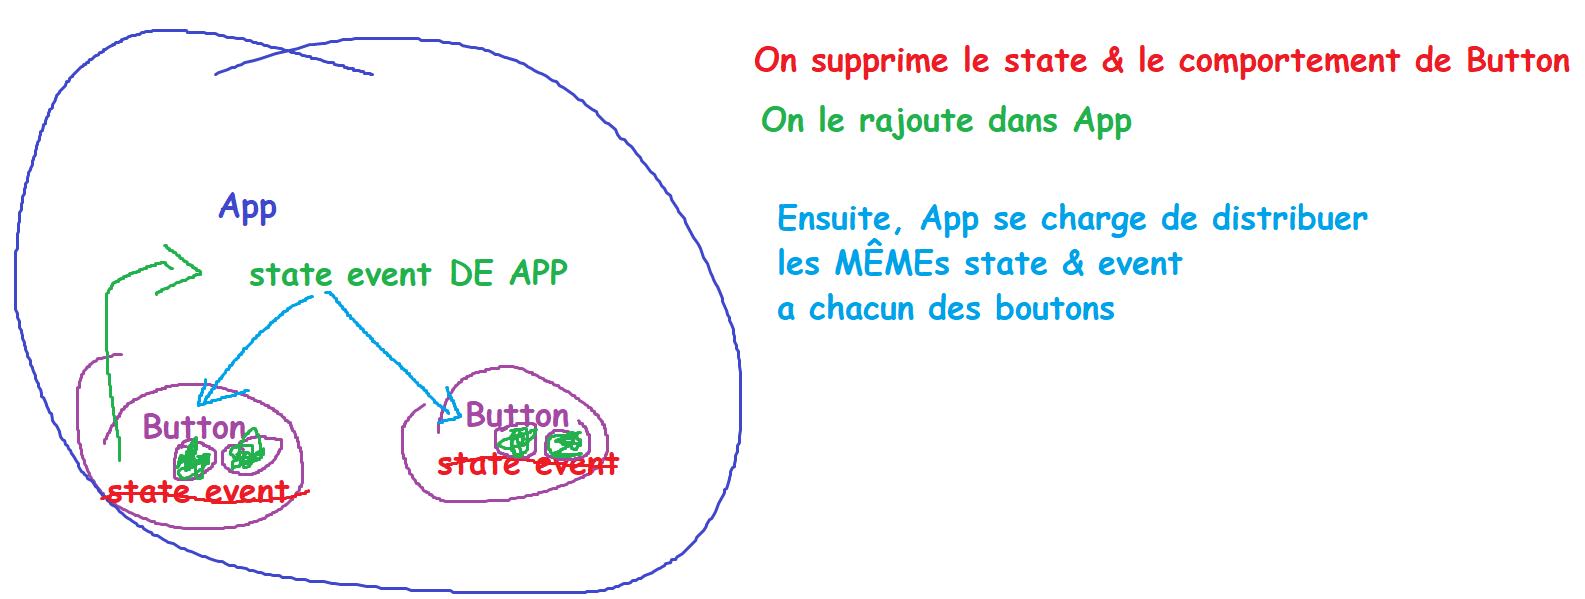 On supprime le state & le comportement de Button
On le rajoute dans App
Ensuite, App se charge de distribuer
les MÊMEs state & event
a chacun des boutons
App
state event DE APP
Button
state event
Button
state event